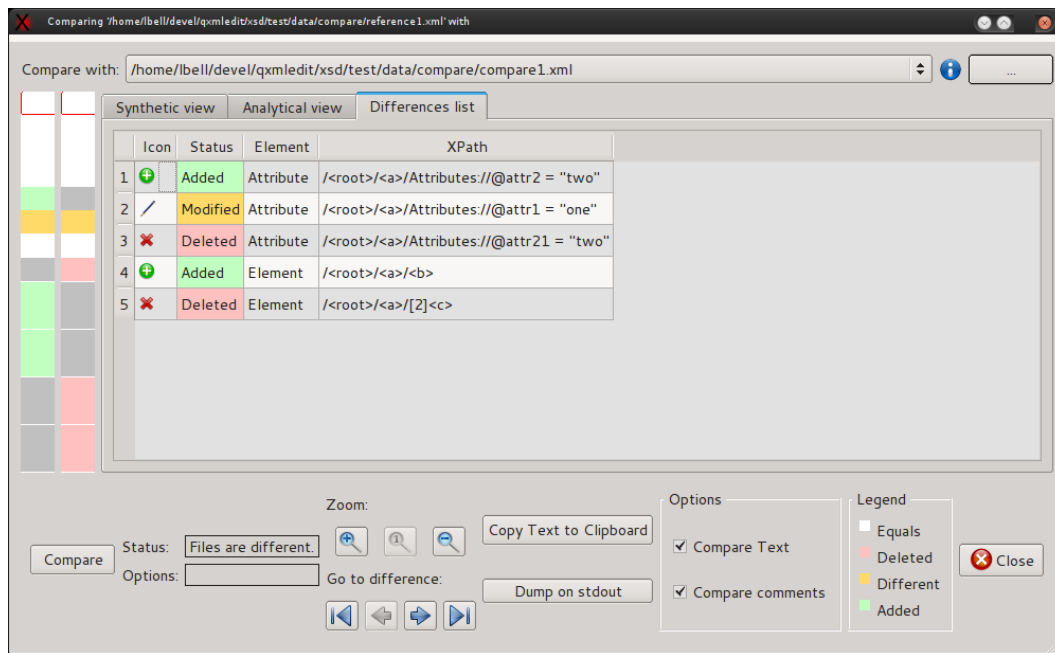 Comparing '/home/lbell/devel/qxmledit/xsd/test/data/compare/reference1.xml' with
Compare with: /home/lbell/devel/qxmledit/xsd/test/data/compare/compare1.xml ...
Synthetic view Analytical view Differences list
Icon Status Element XPath
1 Added Attribute /<root>/<a>/Attributes://@attr2 = "two"
2 Modified Attribute /<root>/<a>/Attributes://@attr1 = "one"
3 Deleted Attribute /<root>/<a>/Attributes://@attr21 = "two"
4 Added Element /<root>/<a>/<b>
5 Deleted Element /<root>/<a>/[2]<c>
Compare
Status: Files are different.
Options:
Zoom:
1
Go to difference:
Copy Text to Clipboard
Dump on stdout
Options
Compare Text
Compare comments
Legend
Equals
Deleted
Different
Added
Close